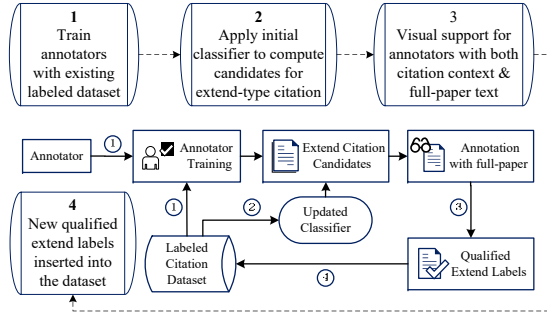 1
Train
annotators
with existing
labeled dataset
2
Apply initial
classifier to compute
candidates for
extend-type citation
3
Visual support for
annotators with both
citation context &
full-paper text
Annotator
①
Annotator
Training
Extend Citation
Candidates
Annotation
with full-paper
4
New qualified
extend labels
inserted into
the dataset
①
②
Updated
Classifier
③
Labeled
Citation
Dataset
④
Qualified
Extend Labels